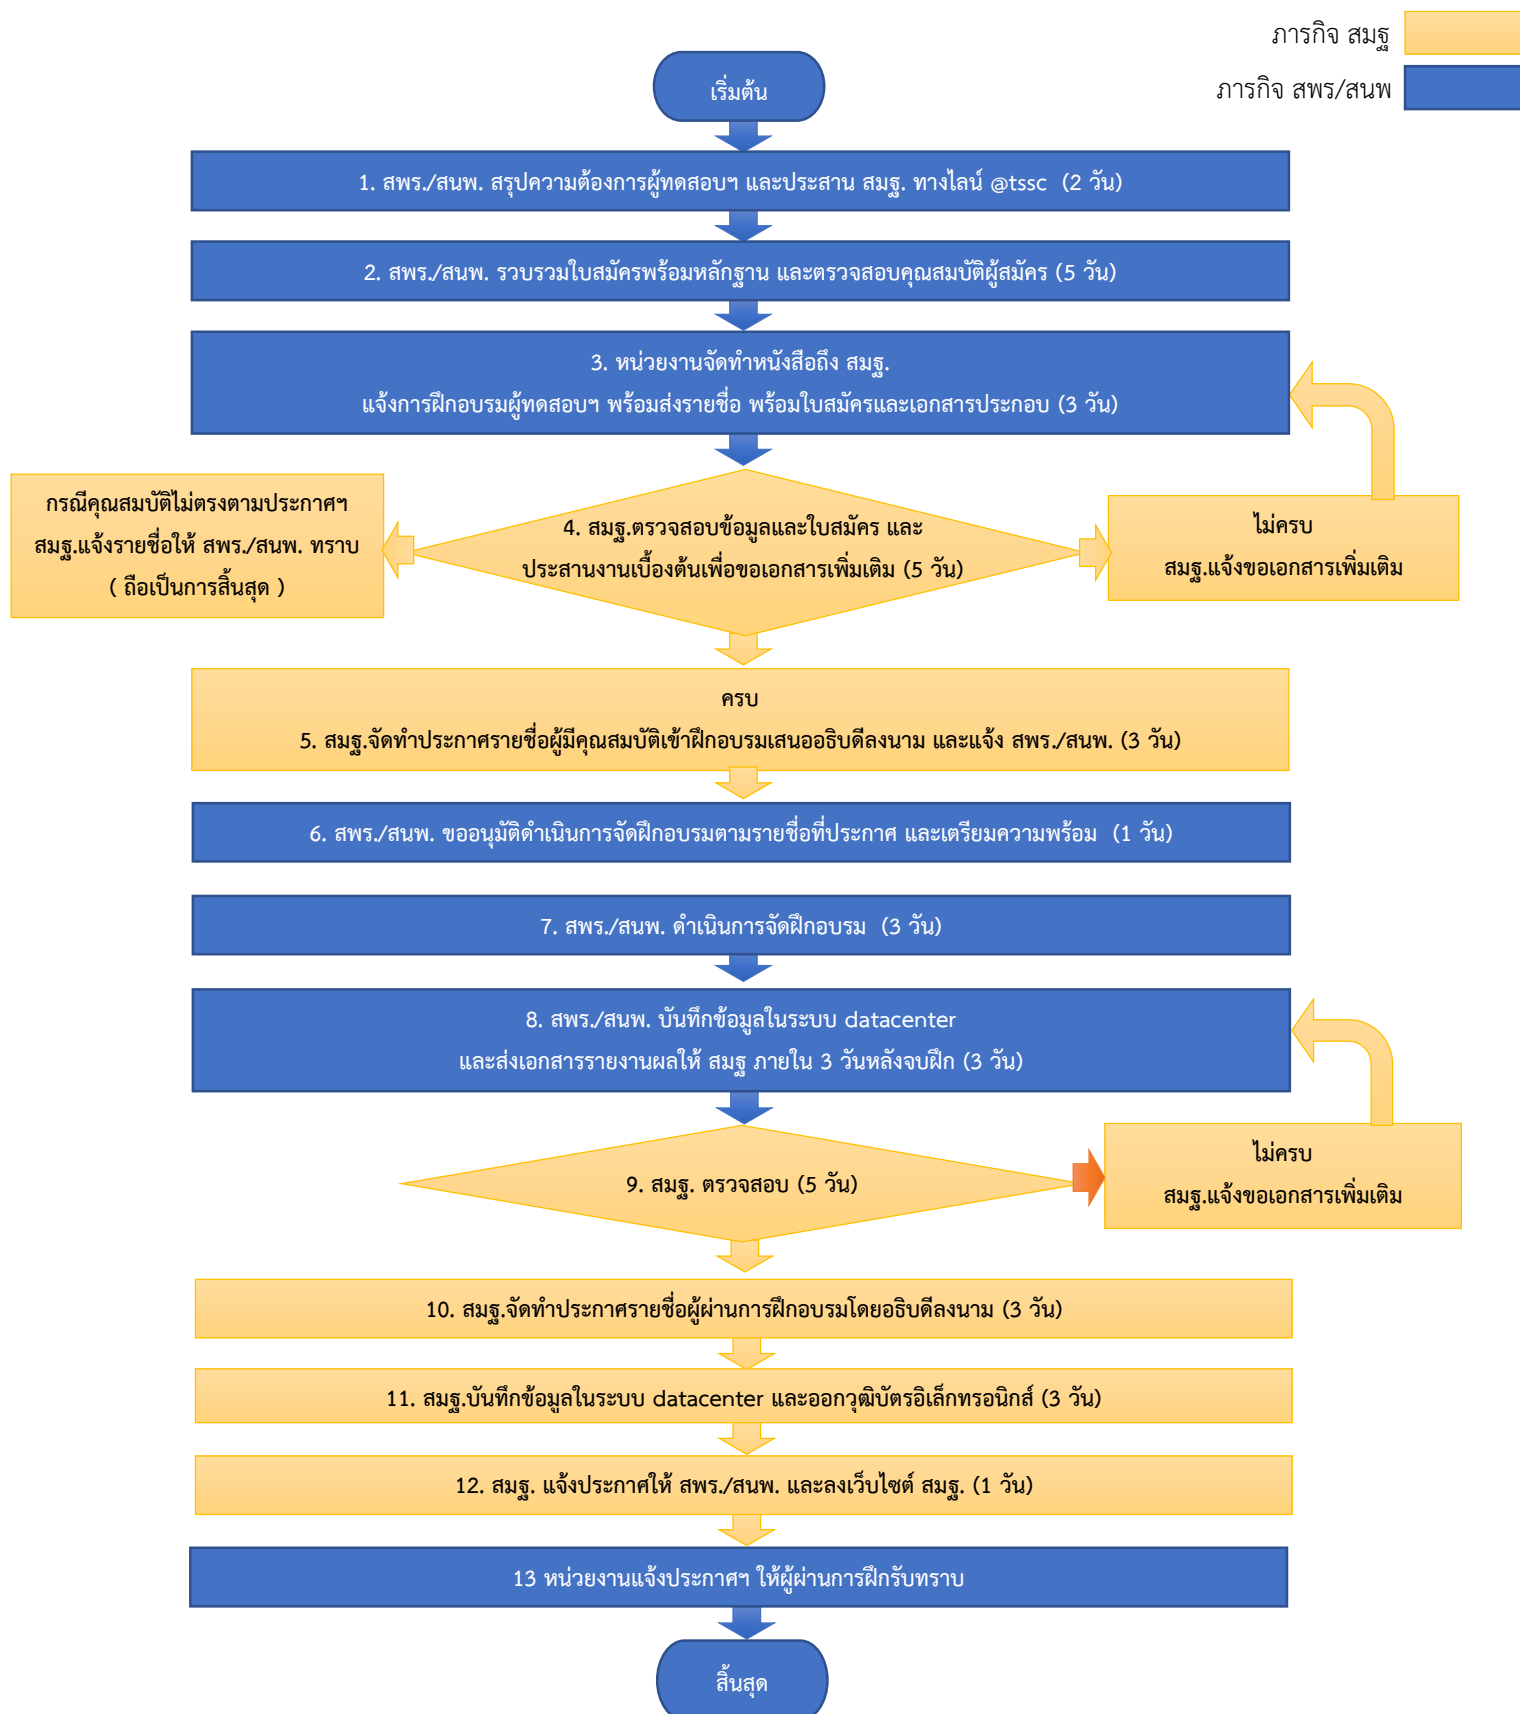 ภารกิจ สมฐ
ภารกิจ สพร/สนพ
เริ่มต้น
1. สพร./สนพ. สรุปความต้องการผู้ทดสอบฯ และประสาน สมฐ. ทางไลน์ @tssc (2 วัน)
2. สพร./สนพ. รวบรวมใบสมัครพร้อมหลักฐาน และตรวจสอบคุณสมบัติผู้สมัคร (5 วัน)
3. หน่วยงานจัดทำหนังสือถึง สมฐ.
แจ้งการฝึกอบรมผู้ทดสอบฯ พร้อมส่งรายชื่อ พร้อมใบสมัครและเอกสารประกอบ (3 วัน)
กรณีคุณสมบัติไม่ตรงตามประกาศฯ
สมฐ.แจ้งรายชื่อให้ สพร./สนพ. ทราบ
( ถือเป็นการสิ้นสุด )
4. สมฐ.ตรวจสอบข้อมูลและใบสมัคร และ
ประสานงานเบื้องต้นเพื่อขอเอกสารเพิ่มเติม (5 วัน)
ไม่ครบ
สมฐ.แจ้งขอเอกสารเพิ่มเติม
ครบ
5. สมฐ.จัดทำประกาศรายชื่อผู้มีคุณสมบัติเข้าฝึกอบรมเสนออธิบดีลงนาม และแจ้ง สพร./สนพ. (3 วัน)
6. สพร./สนพ. ขออนุมัติดำเนินการจัดฝึกอบรมตามรายชื่อที่ประกาศ และเตรียมความพร้อม (1 วัน)
7. สพร./สนพ. ดำเนินการจัดฝึกอบรม (3 วัน)
8. สพร./สนพ. บันทึกข้อมูลในระบบ datacenter
และส่งเอกสารรายงานผลให้ สมฐ ภายใน 3 วันหลังจบฝึก (3 วัน)
9. สมฐ. ตรวจสอบ (5 วัน)
ไม่ครบ
สมฐ.แจ้งขอเอกสารเพิ่มเติม
10. สมฐ.จัดทำประกาศรายชื่อผู้ผ่านการฝึกอบรมโดยอธิบดีลงนาม (3 วัน)
11. สมฐ.บันทึกข้อมูลในระบบ datacenter และออกวุฒิบัตรอิเล็กทรอนิกส์ (3 วัน)
12. สมฐ. แจ้งประกาศให้ สพร./สนพ. และลงเว็บไซต์ สมฐ. (1 วัน)
13 หน่วยงานแจ้งประกาศฯ ให้ผู้ผ่านการฝึกรับทราบ
สิ้นสุด